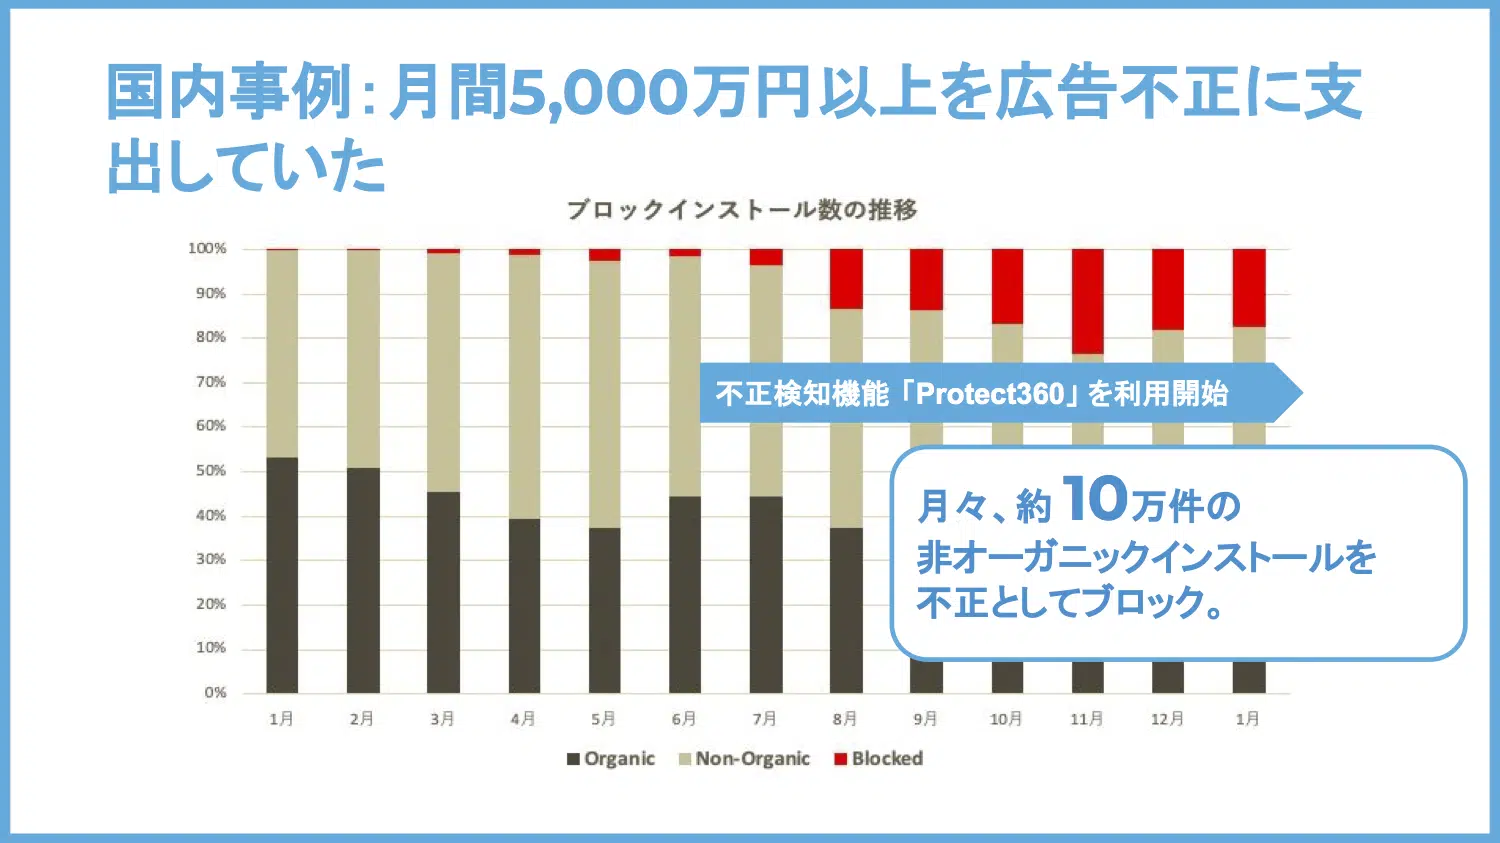 国内事例：月間5,000万円以上を広告不正に支
出していた
ブロックインストール数の推移
100%
90%
80%
70%
60%
50%
40%
30%
20%
10%
0%
不正検知機能「Protect360」を利用開始
月々、約 10万件の
非オーガニックインストールを
不正としてブロック。
1月 2月 3月 4月 5月 6月 7月 8月 9月 10月 11月 12月 1月
Organic Non-Organic Blocked